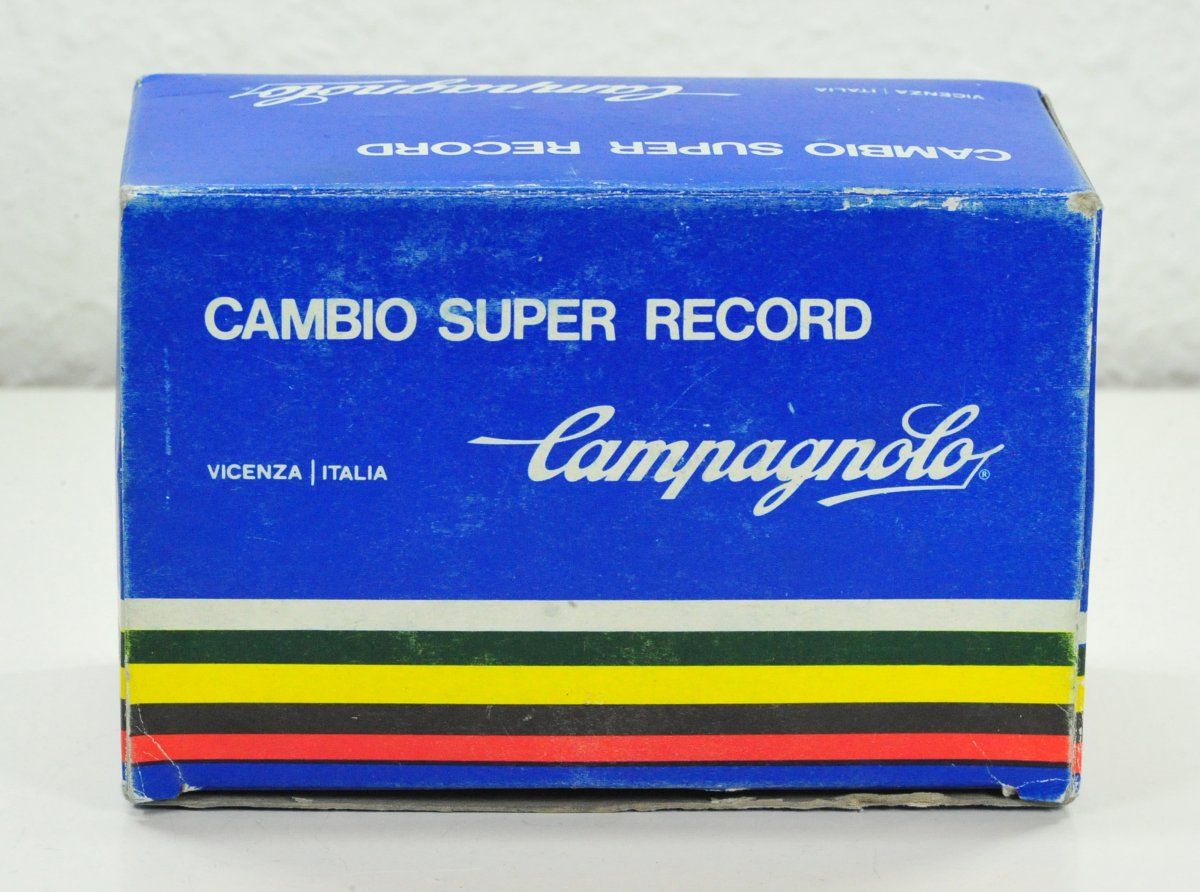 Campagnolo
VICENZA | ITALIA
CAMBIO SUPER RECORD
CAMBIO SUPER RECORD
VICENZA | ITALIA
Campagnolo®